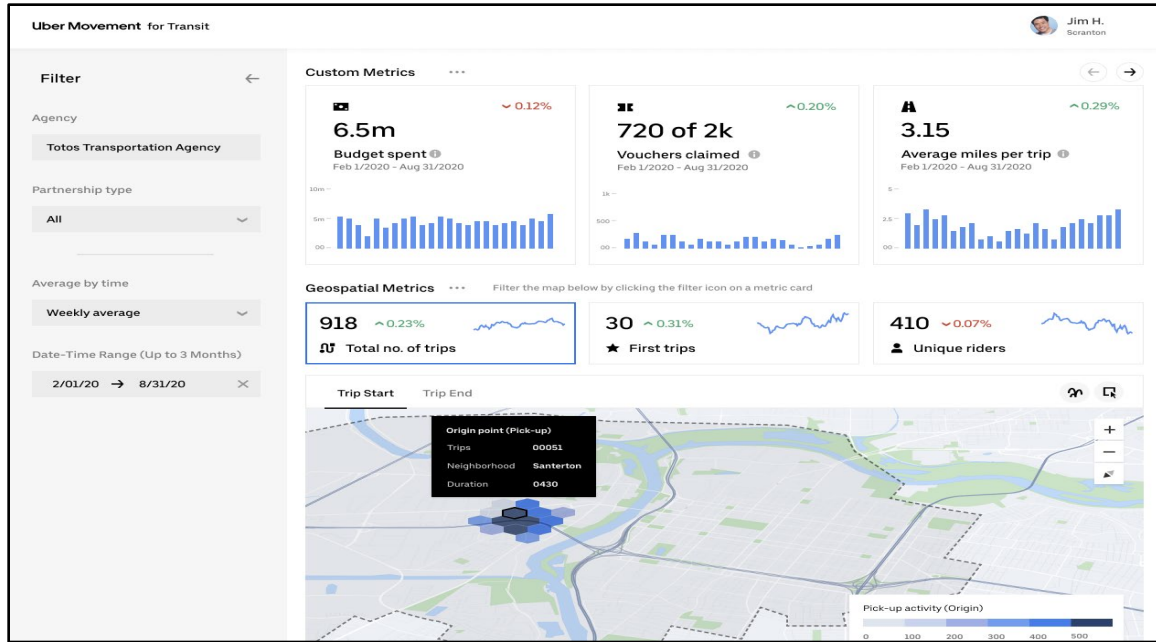 Uber Movement for Transit
Jim H.
Scranton
Filter
Agency
Totos Transportation Agency
Partnership type
All
Average by time
Weekly average
Date-Time Range (Up to 3 Months)
2/01/20 → 8/31/20
Custom Metrics ...
0.12%
6.5m
Budget spent
Feb 1/2020 – Aug 31/2020
10m
5m
00
0.20%
720 of 2k
Vouchers claimed
Feb 1/2020 – Aug 31/2020
1k
500
00
0.29%
3.15
Average miles per trip
Feb 1/2020 – Aug 31/2020
5
2.5
00
Geospatial Metrics ... Filter the map below by clicking the filter icon on a metric card
918 0.23%
Total no. of trips
30 0.31%
First trips
410 0.07%
Unique riders
Trip Start Trip End
Origin point (Pick-up)
Trips 00051
Neighborhood Santerton
Duration 0430
Pick-up activity (Origin)
0 100 200 300 400 500